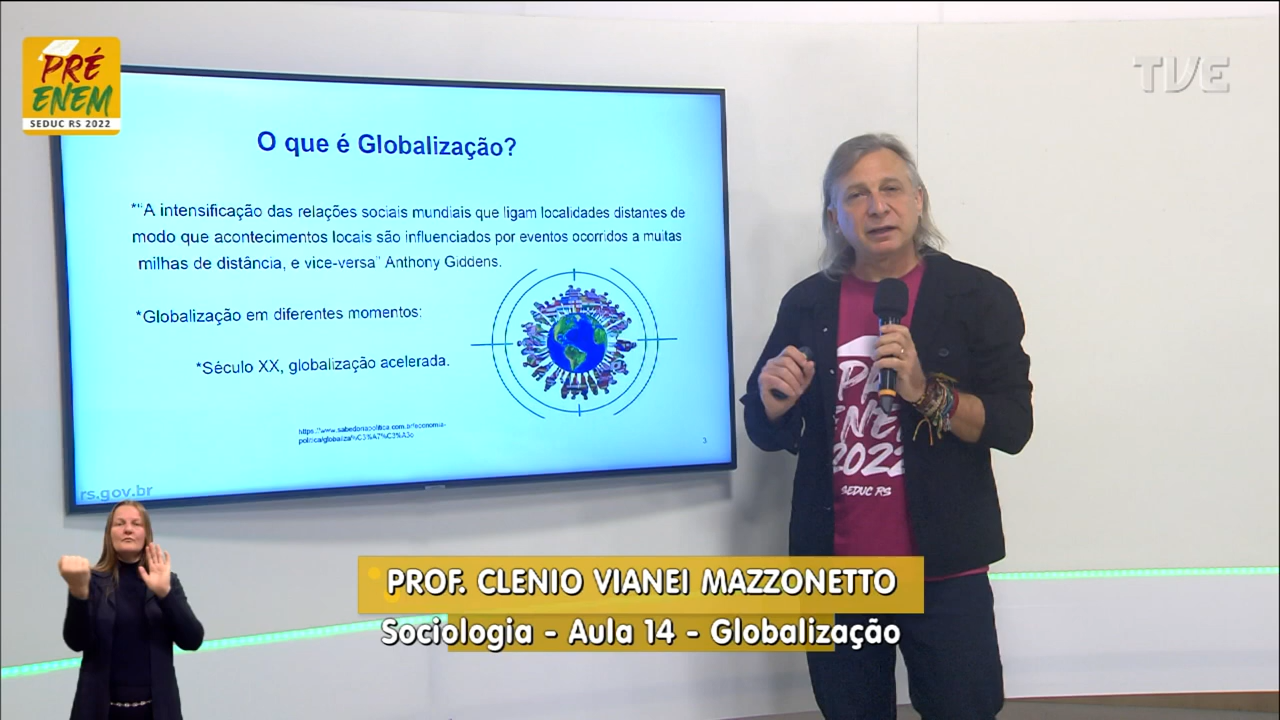 PRÉ
ENEM
SEDUC RS 2022
TVE
O que é Globalização?
*"A intensificação das relações sociais mundiais que ligam localidades distantes de
modo que acontecimentos locais são influenciados por eventos ocorridos a muitas
milhas de distância, e vice-versa" Anthony Giddens.
*Globalização em diferentes momentos:
*Século XX, globalização acelerada.
3
rs.gov.br
ENEM
2022
SEDUC RS
PROF. CLENIO VIANEI MAZZONETTO
Sociologia - Aula 14 - Globalização